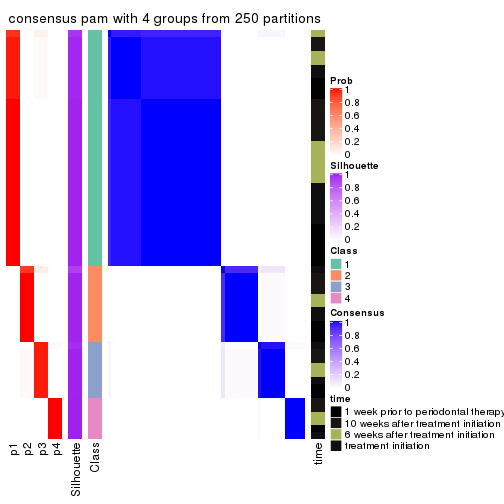 consensus pam with 4 groups from 250 partitions
Prob
1
0.8
0.6
0.4
0.2
0
Silhouette
1
0.8
0.6
0.4
0.2
0
Class
1
2
3
4
Consensus
1
0.8
0.6
0.4
0.2
0
time
1 week prior to periodontal therapy
10 weeks after treatment initiation
6 weeks after treatment initiation
treatment initiation
p1
p2
p3
p4
Silhouette
Class
time